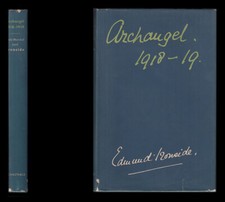 Archangel.
1918-19.
Edmund Ironside.